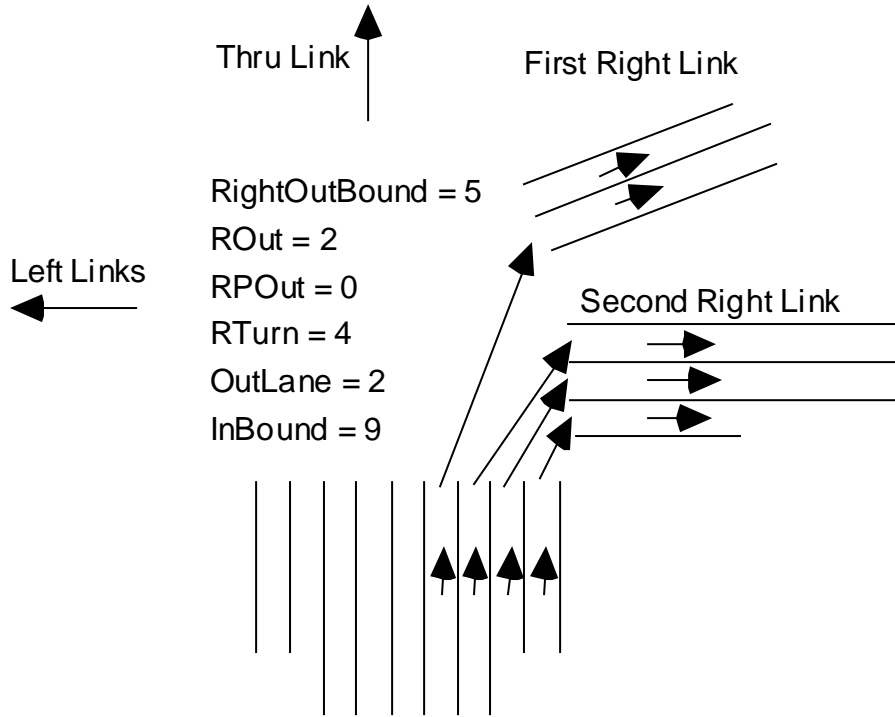 Thru Link
First Right Link
RightOutBound = 5
ROut = 2
Left Links
RPOut = 0
Second Right Link
RTurn = 4
OutLane = 2
InBound = 9